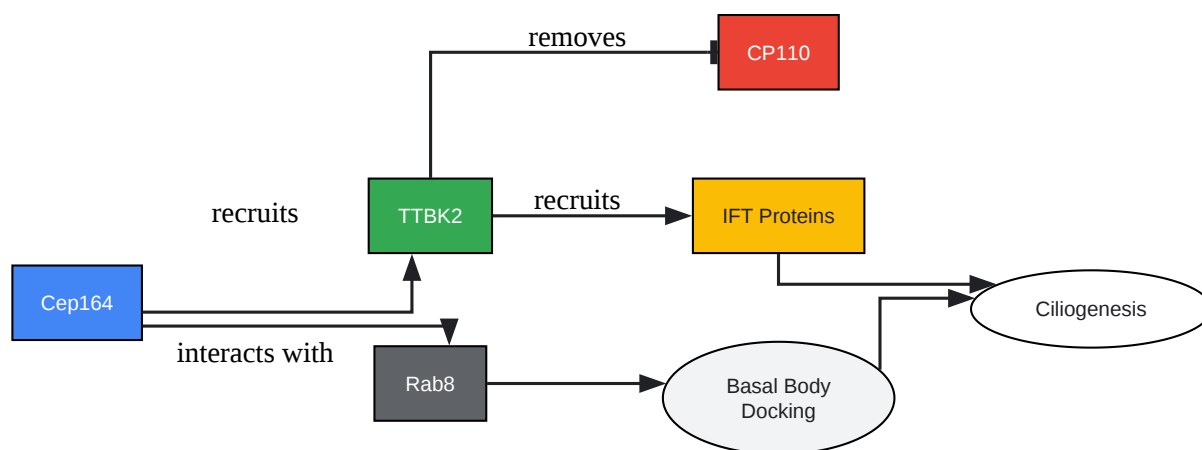 removes
CP110
recruits
TTBK2
recruits
IFT Proteins
Cep164
Ciliogenesis
interacts with
Rab8
Basal Body
Docking